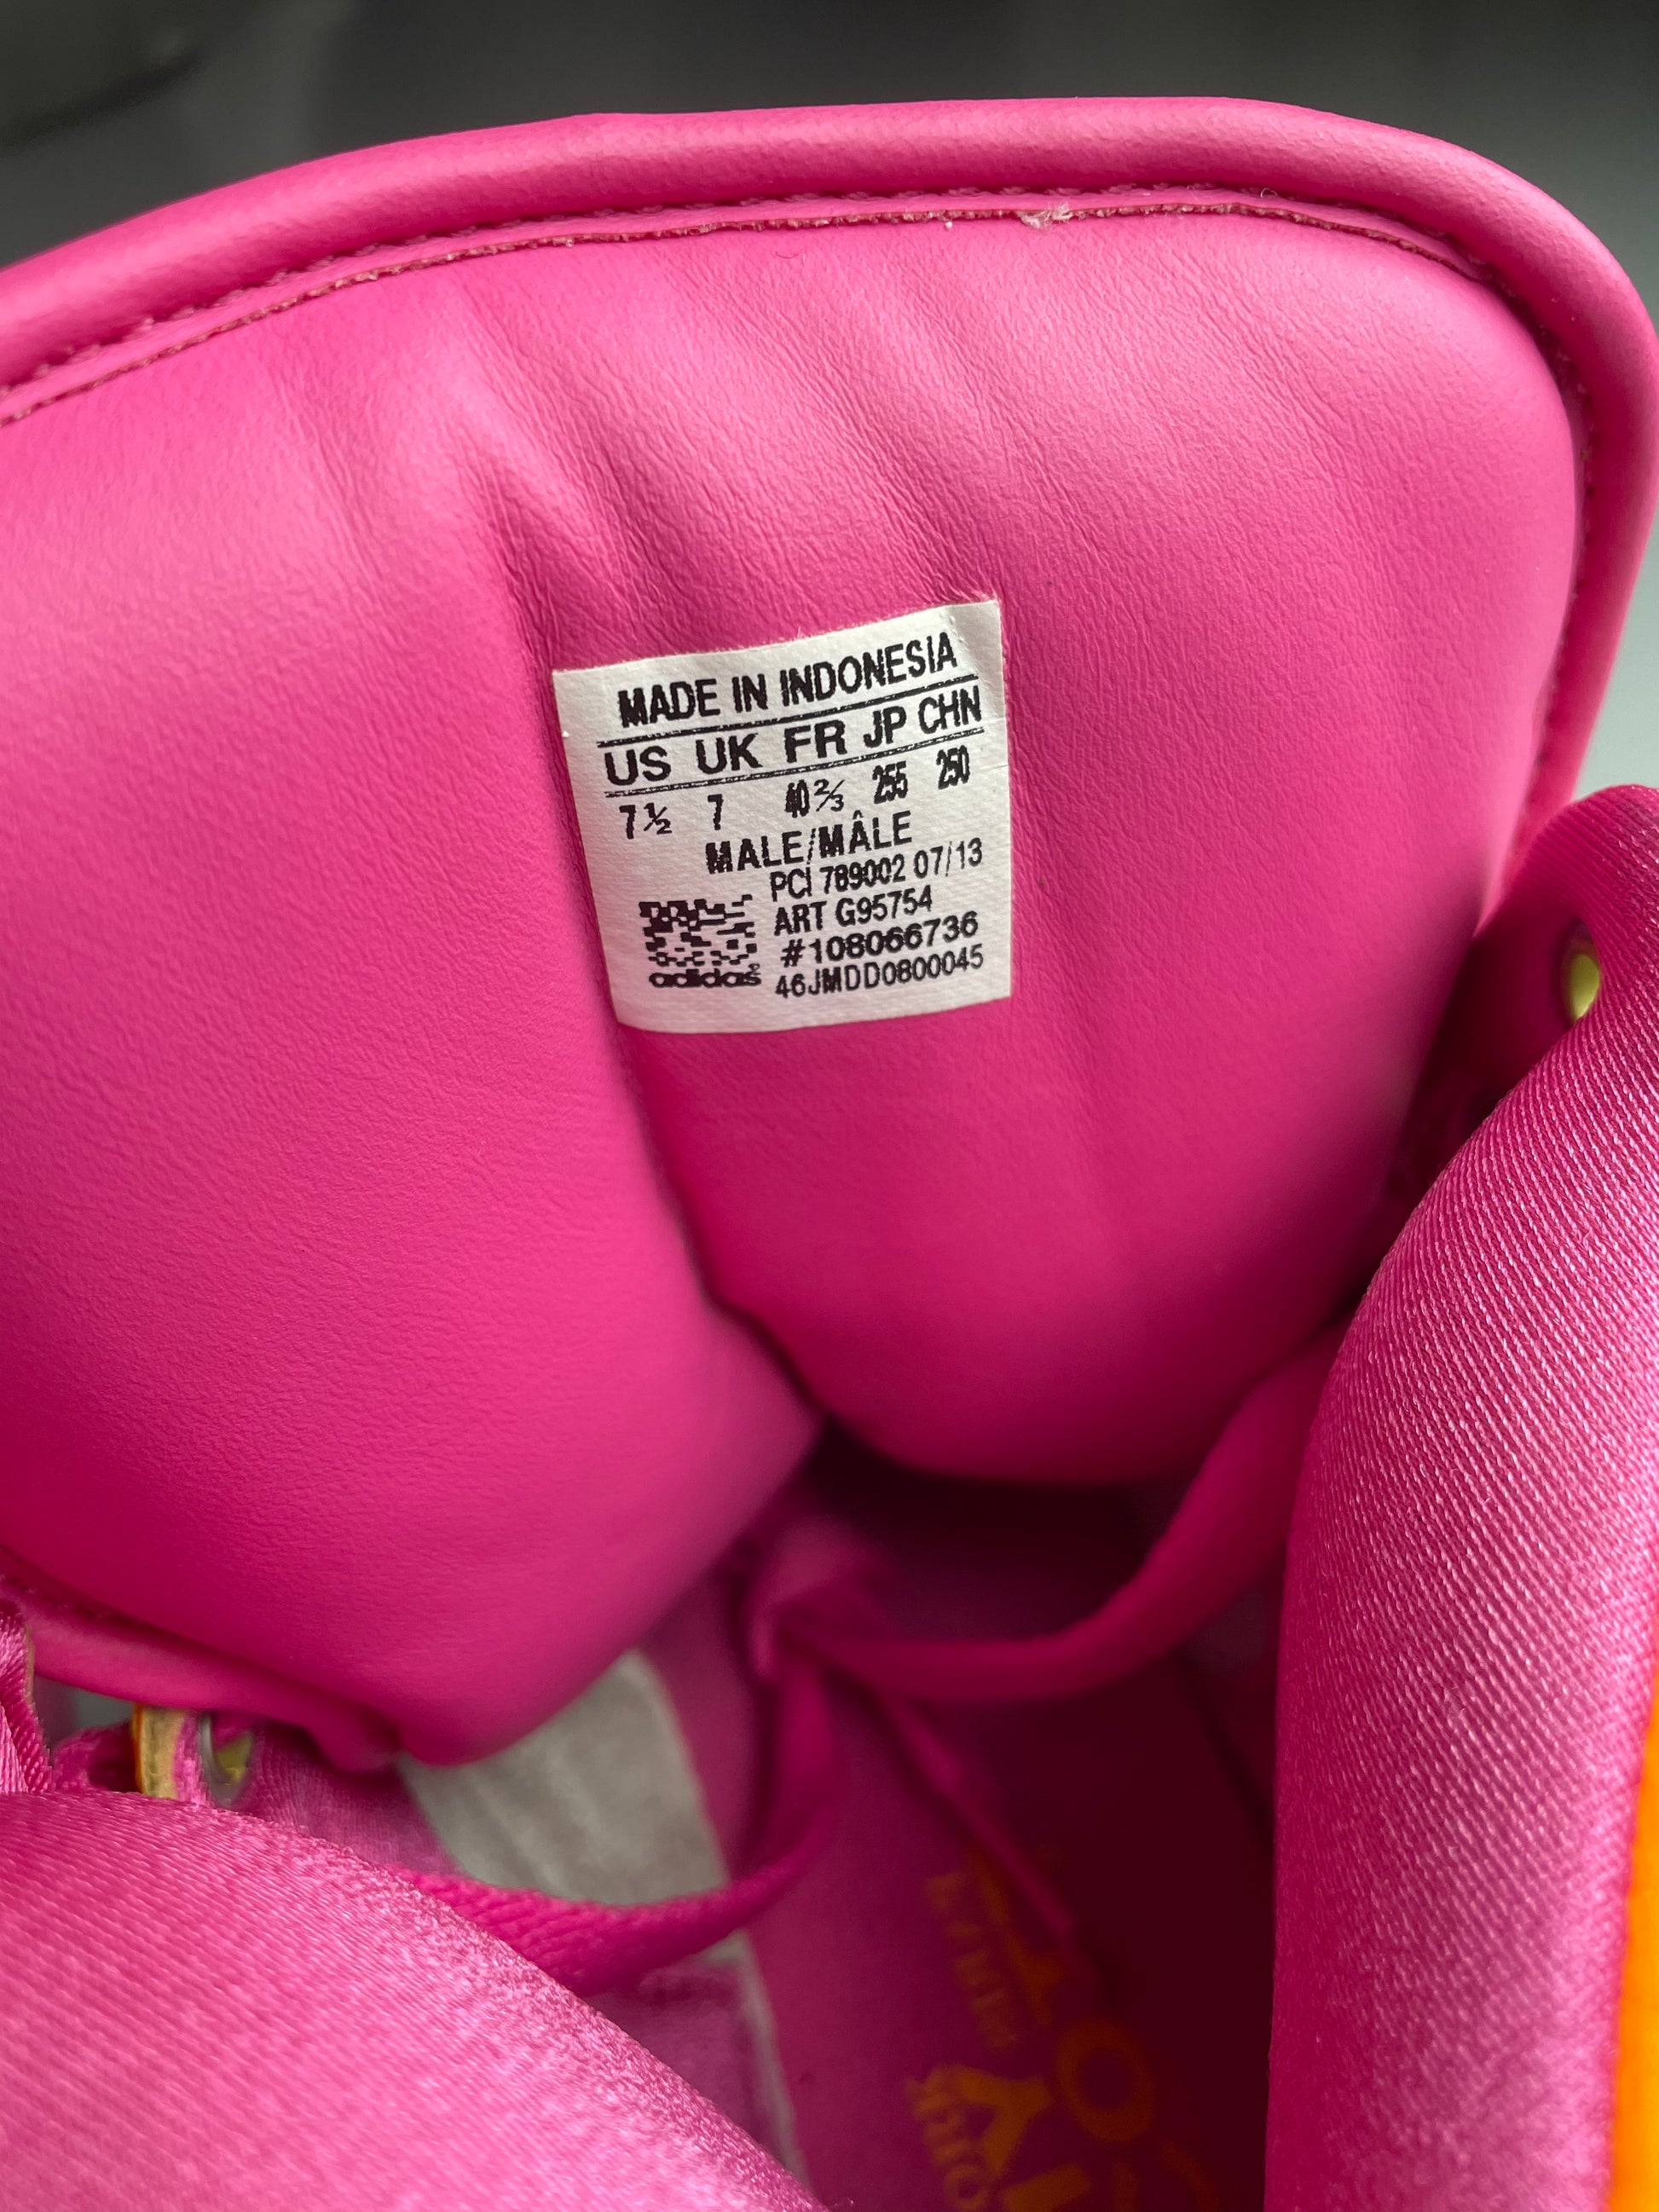 MADE IN INDONESIA
US UK FR JP CHN
7½ 7 40⅔ 255 250
MALE/MÂLE
PCI 789002 07/13
ART G95754
#108066736
adidas® 46JMDD0800045